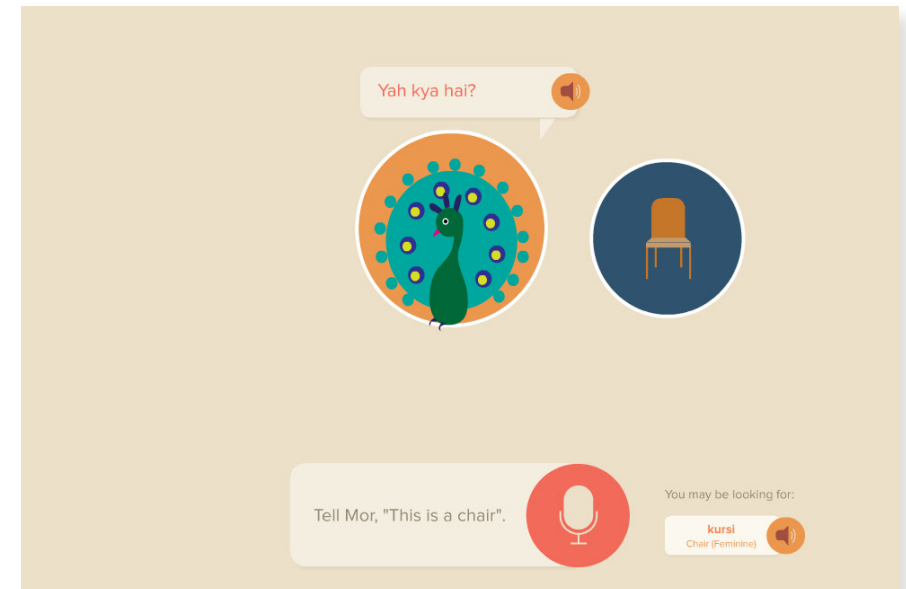 Yah kya hai?
Tell Mor, "This is a chair".
You may be looking for:
kursi
Chair (Feminine)